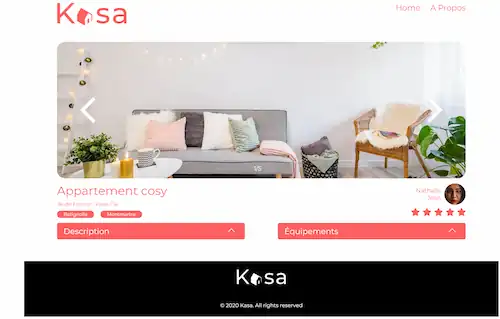 Kasa
Home A Propos
1/5
Appartement cosy
Nathalie
Jean
Batignolle Montmartre
Description
Équipements
Kasa
© 2020 Kasa. All rights reserved